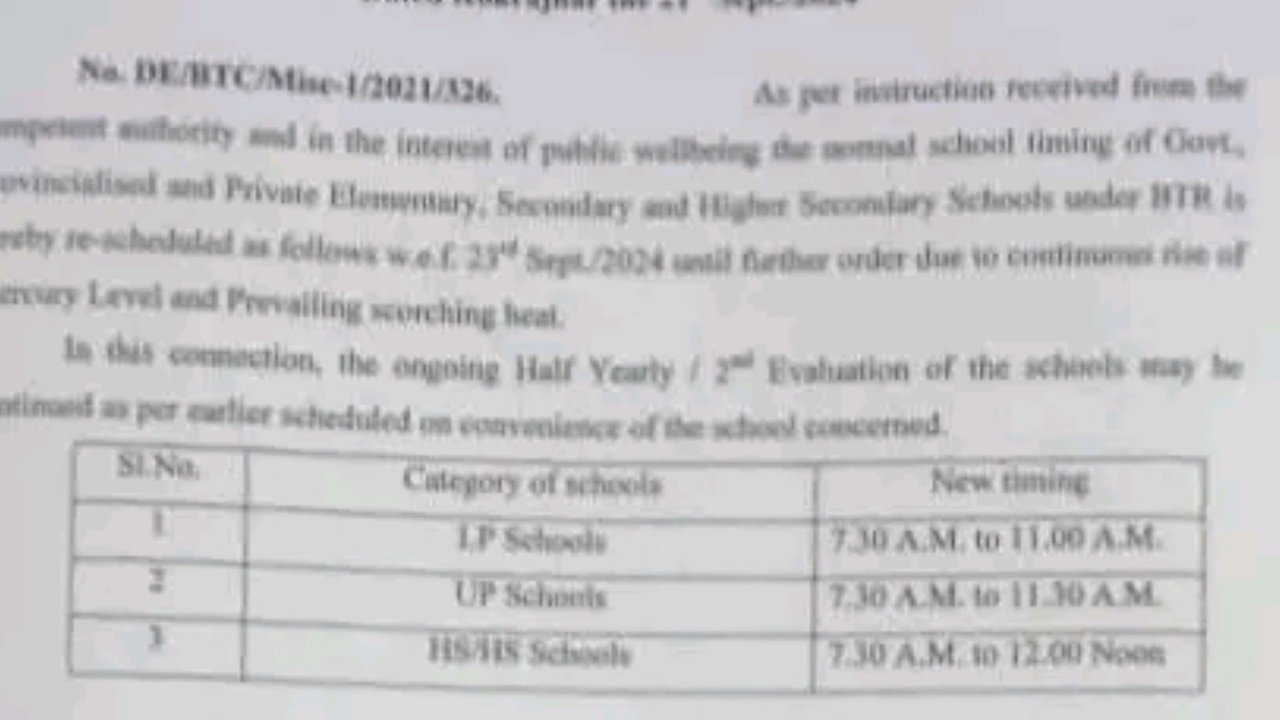 No. DE/BTC/Misc-1/2021/326. As per instruction received from the
mpetent authority and in the interest of public wellbeing the normal school timing of Govt.,
ovincialised and Private Elementary, Secondary and Higher Secondary Schools under BTR is
reby re-scheduled as follows w.e.f. 23rd Sept./2024 until further order due to continuous rise of
ercury Level and Prevailing scorching heat.
In this connection, the ongoing Half Yearly / 2nd Evaluation of the schools may be
ntinued as per earlier scheduled on convenience of the school concerned.
Sl.No. Category of schools New timing
1 LP Schools 7.30 A.M. to 11.00 A.M.
2 UP Schools 7.30 A.M. to 11.30 A.M.
3 HS/HS Schools 7.30 A.M. to 12.00 Noon